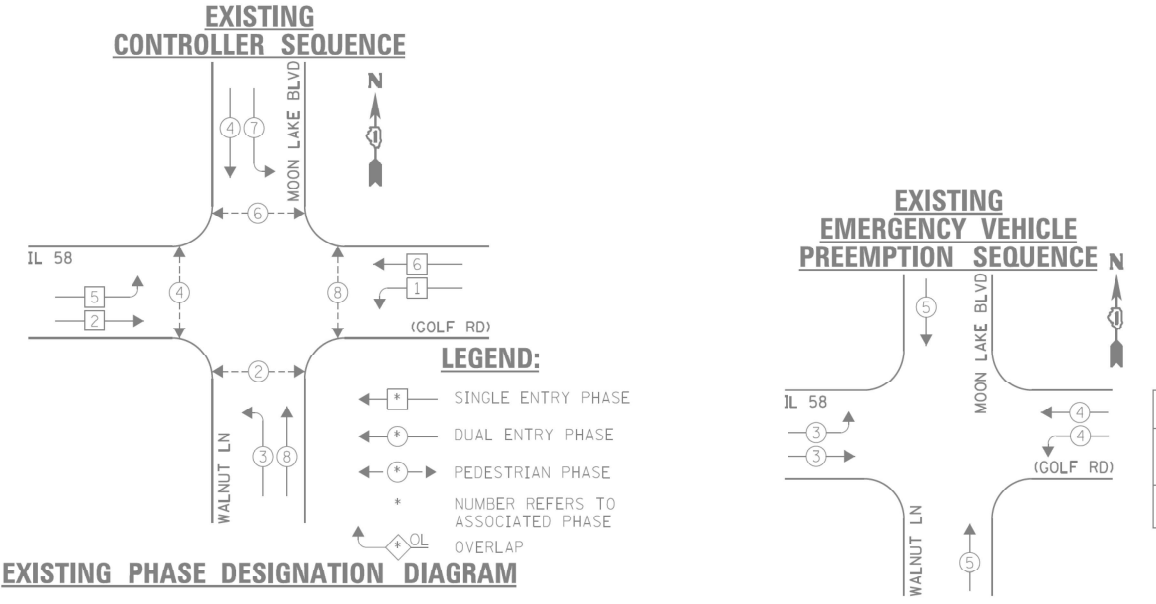 EXISTING
CONTROLLER SEQUENCE
MOON LAKE BLVD
N
4
7
6
IL 58
5
2
4
8
6
1
(GOLF RD)
2
WALNUT LN
3
8
LEGEND:
* SINGLE ENTRY PHASE
* DUAL ENTRY PHASE
* PEDESTRIAN PHASE
* NUMBER REFERS TO
ASSOCIATED PHASE
* OL OVERLAP
EXISTING PHASE DESIGNATION DIAGRAM
EXISTING
EMERGENCY VEHICLE
PREEMPTION SEQUENCE
N
MOON LAKE BLVD
5
IL 58
3
3
4
4
(GOLF RD)
WALNUT LN
5